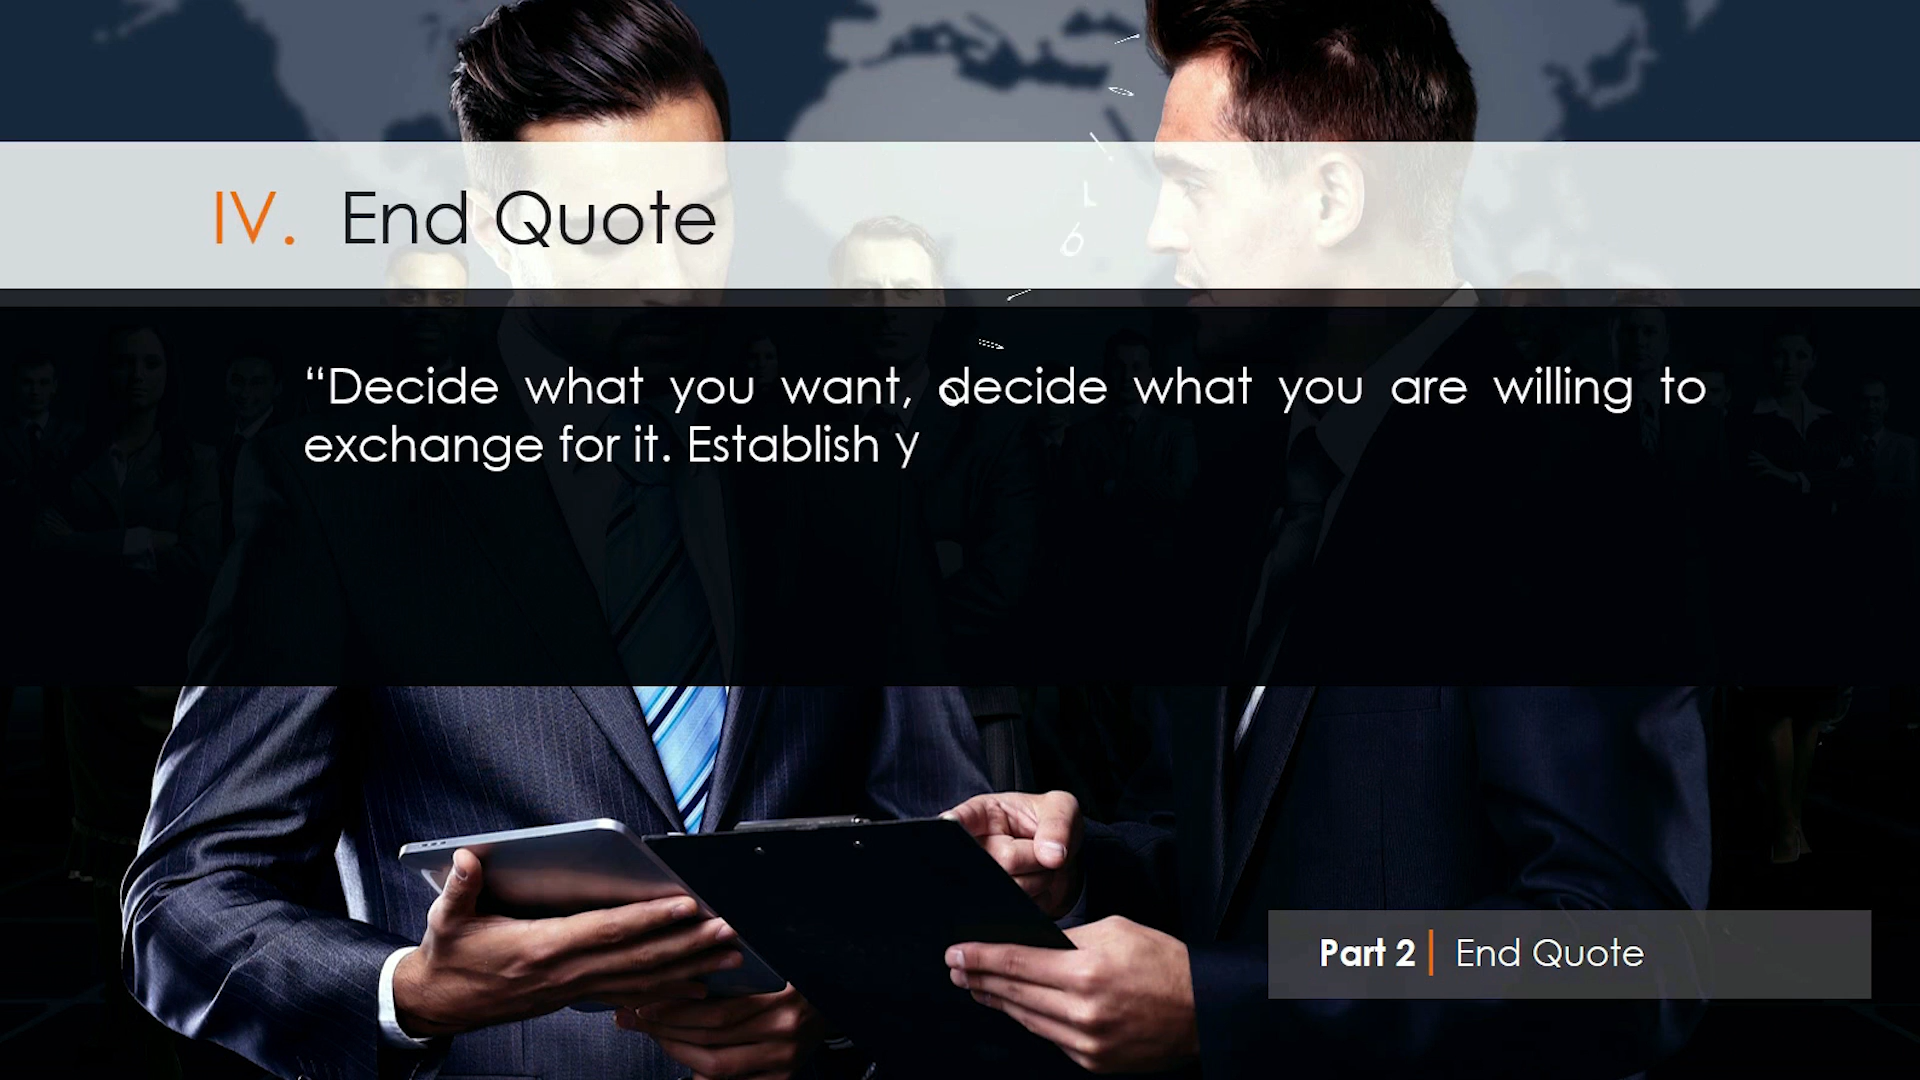 IV. End Quote
“Decide what you want, decide what you are willing to
exchange for it. Establish y
Part 2 | End Quote